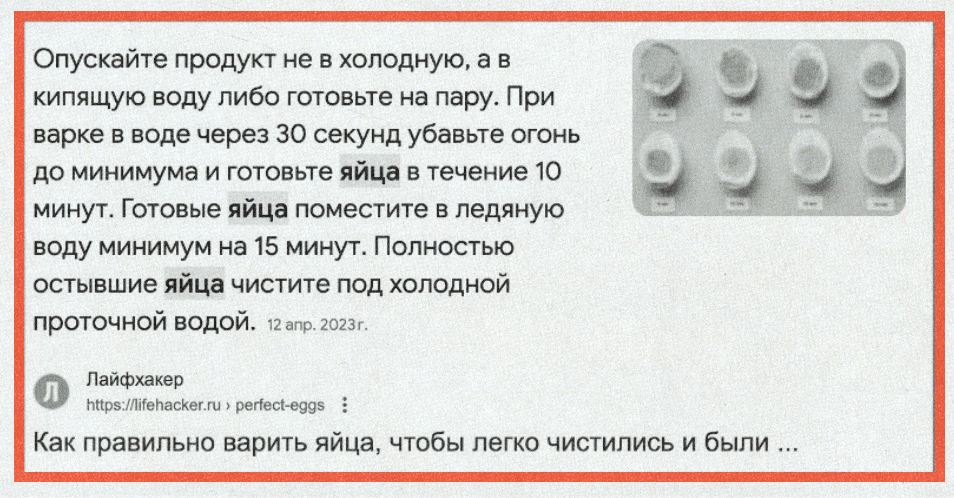 Опускайте продукт не в холодную, а в
кипящую воду либо готовьте на пару. При
варке в воде через 30 секунд убавьте огонь
до минимума и готовьте яйца в течение 10
минут. Готовые яйца поместите в ледяную
воду минимум на 15 минут. Полностью
остывшие яйца чистите под холодной
проточной водой. 12 апр. 2023 г.
Л
Лайфхакер
https://lifehacker.ru › perfect-eggs
Как правильно варить яйца, чтобы легко чистились и были ...